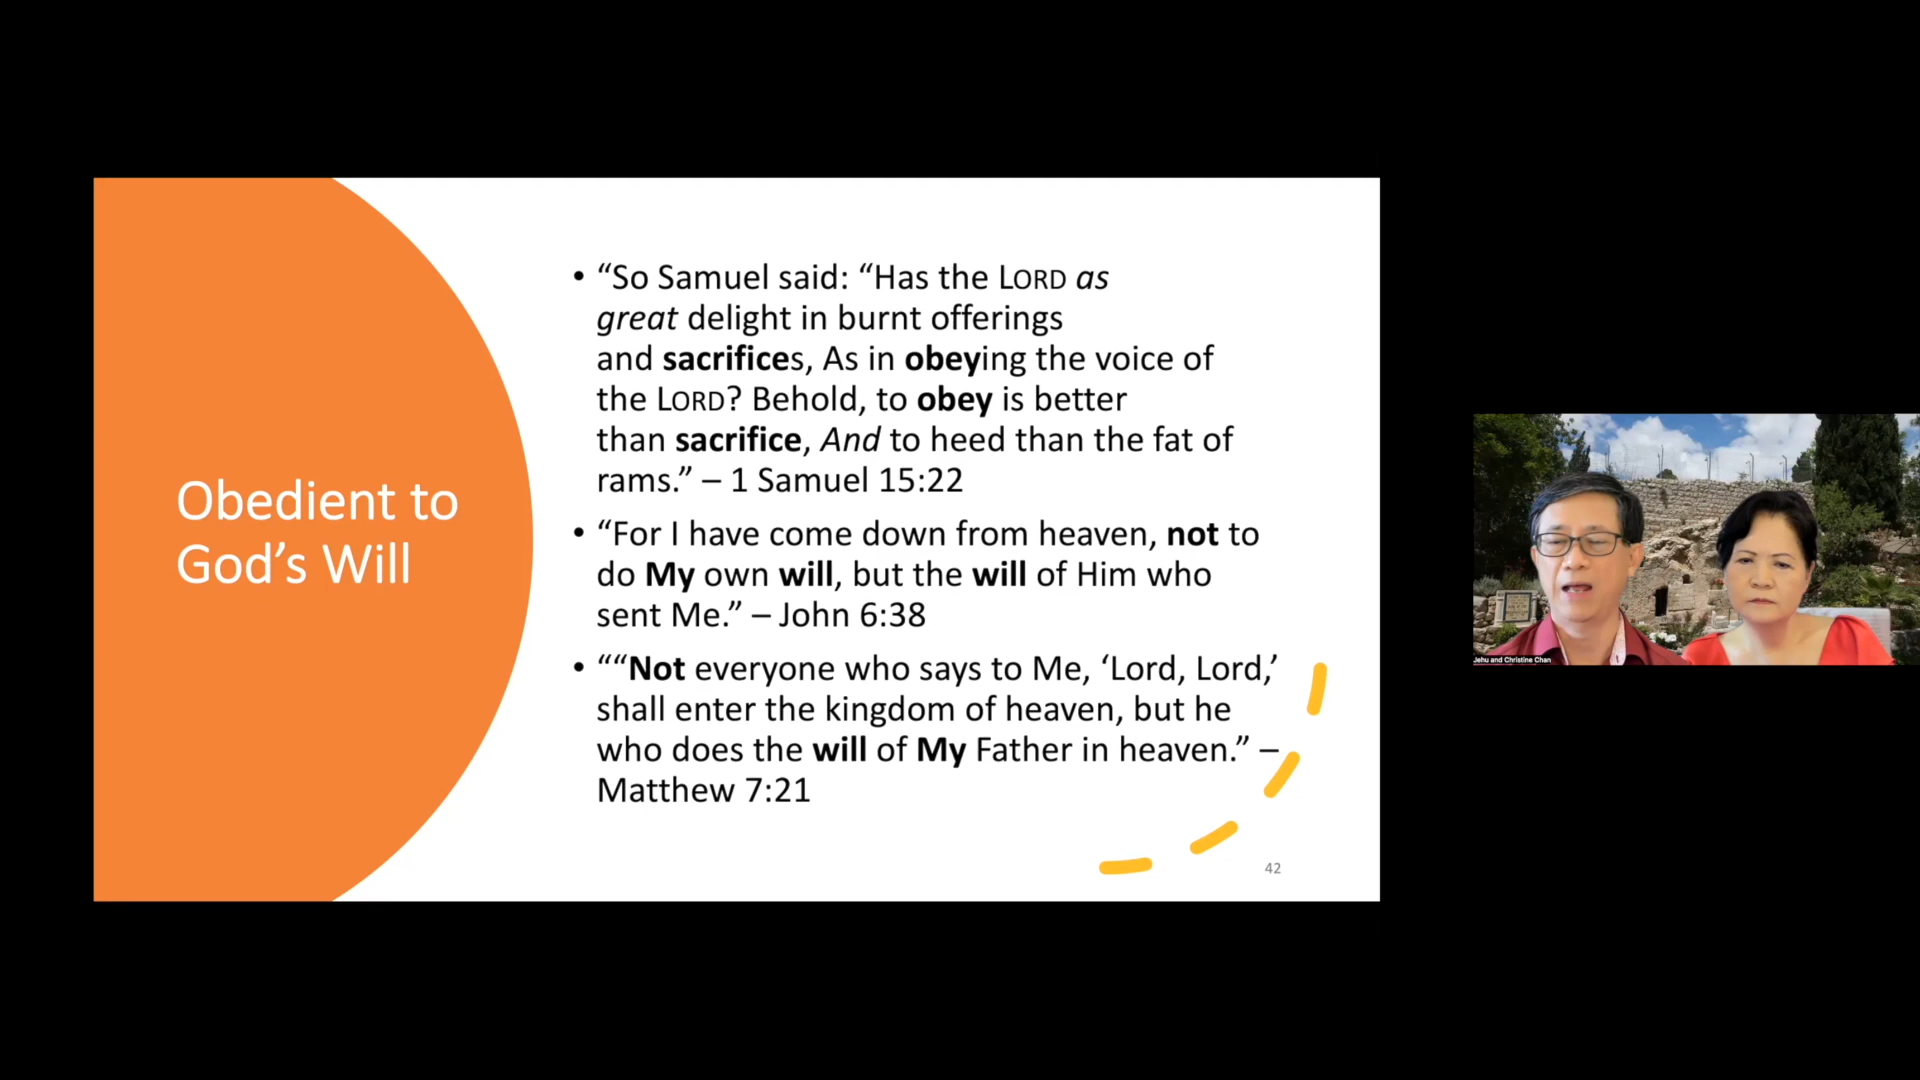 Obedient to
God’s Will
• “So Samuel said: “Has the LORD as
great delight in burnt offerings
and sacrifices, As in obeying the voice of
the LORD? Behold, to obey is better
than sacrifice, And to heed than the fat of
rams.” – 1 Samuel 15:22
• “For I have come down from heaven, not to
do My own will, but the will of Him who
sent Me.” – John 6:38
• ““Not everyone who says to Me, ‘Lord, Lord,’
shall enter the kingdom of heaven, but he
who does the will of My Father in heaven.” –
Matthew 7:21
42
Jehu and Christine Chan